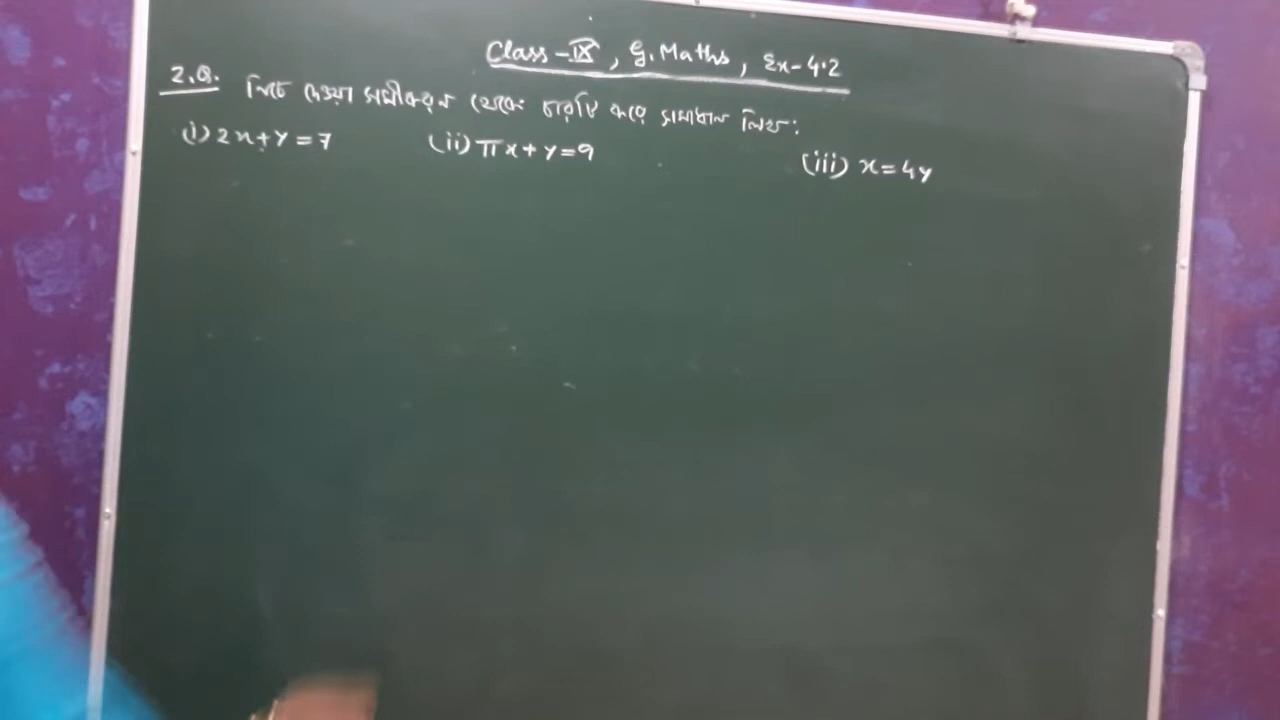 Class - IX, G. Maths, Ex - 4.2
2.Q. নিচে দেওয়া সমীকরণ থেকে চারটি করে সমাধান লিখ:
(i) 2x+y=7 (ii) πx+y=9 (iii) x=4y